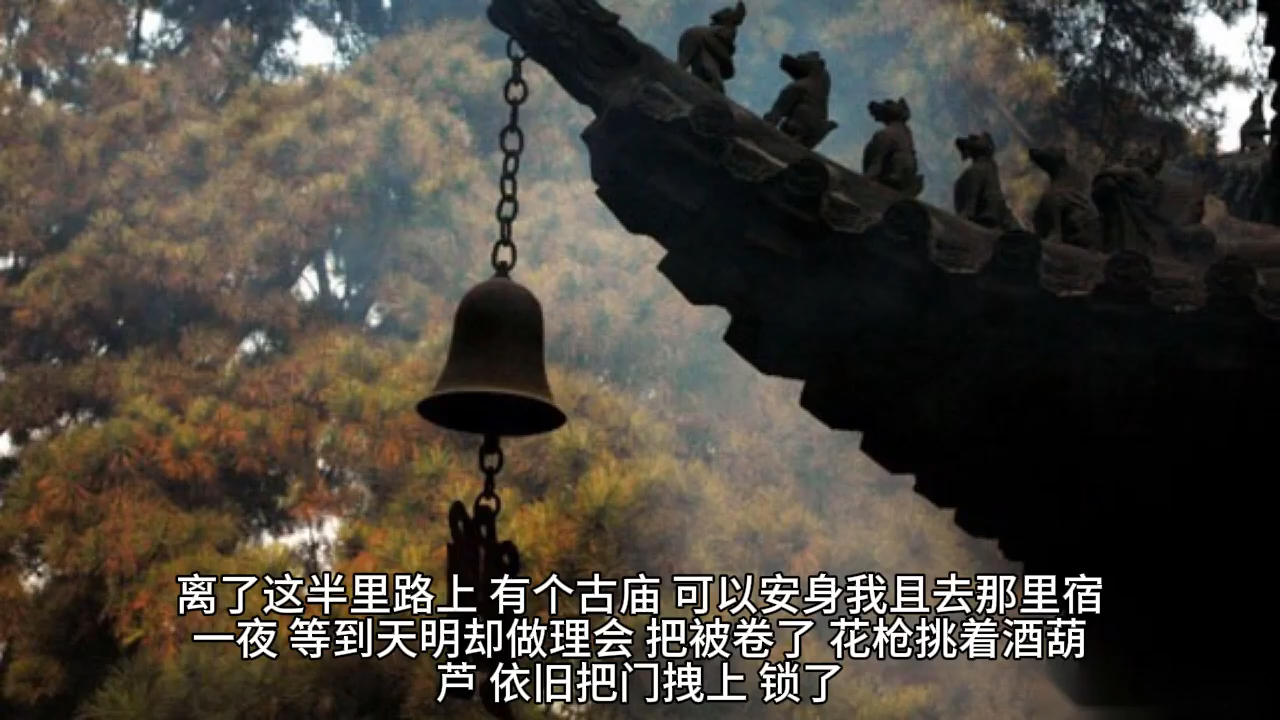 离了这半里路上 有个古庙 可以安身我且去那里宿
一夜 等到天明却做理会 把被卷了 花枪挑着酒葫
芦 依旧把门拽上 锁了